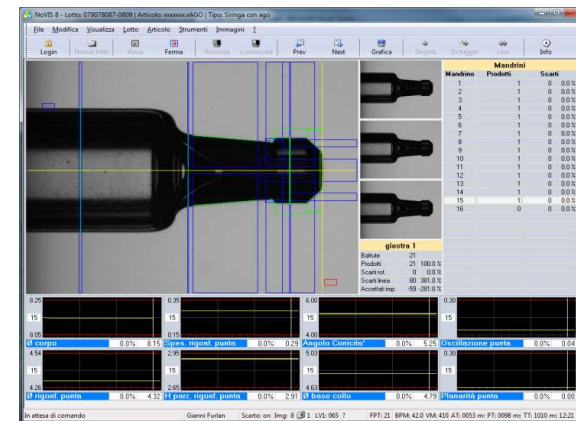 NoVIS 8 - Lotto: 079078087-0809 | Articolo: xxxxxxx.xAGO | Tipo: Siringa con ago
File Modifica Visualizza Lotto Articolo Strumenti Immagini ?
Login Nuovo lotto Avvia Ferma Presenza Luminosità Prev Next Grafica Singola Su trigger Live Info
Mandrini
Mandrino Prodotti Scarti
1 1 0 0.0 %
2 1 0 0.0 %
3 1 0 0.0 %
4 1 0 0.0 %
5 1 0 0.0 %
6 1 0 0.0 %
7 1 0 0.0 %
8 1 0 0.0 %
9 1 0 0.0 %
10 1 0 0.0 %
11 1 0 0.0 %
12 1 0 0.0 %
13 1 0 0.0 %
14 1 0 0.0 %
15 1 0 0.0 %
16 0 0 0.0 %
giostra 1
Battute 21
Prodotti 21 100.0 %
Scarti rot. 0 0.0 %
Scarti linea 80 381.0 %
Accettati imp. -59 -281.0 %
8.25 0.35 6.00 0.30
15 15 15 15
8.05 0.15 4.00
Ø corpo 0.0% 8.15 Spes. rigonf. punta 0.0% 0.29 Angolo Conicita' 0.0% 5.25 Oscillazione punta 0.0% 0.04
4.54 2.95 5.03 0.30
15 15 15 15
4.26 2.65 4.63
Ø rigonf. punta 0.0% 4.32 H parz. rigonf. punta 0.0% 2.91 Ø base collo 0.0% 4.79 Planarità punta 0.0% 0.00
In attesa di comando Gianni Furlan Scarto: on Img: 8 1 LV1: 065 ? FPT: 21 BPM: 42.0 VM: 410 AT: 0053 ms PT: 0098 ms TT: 1010 ms 12:21